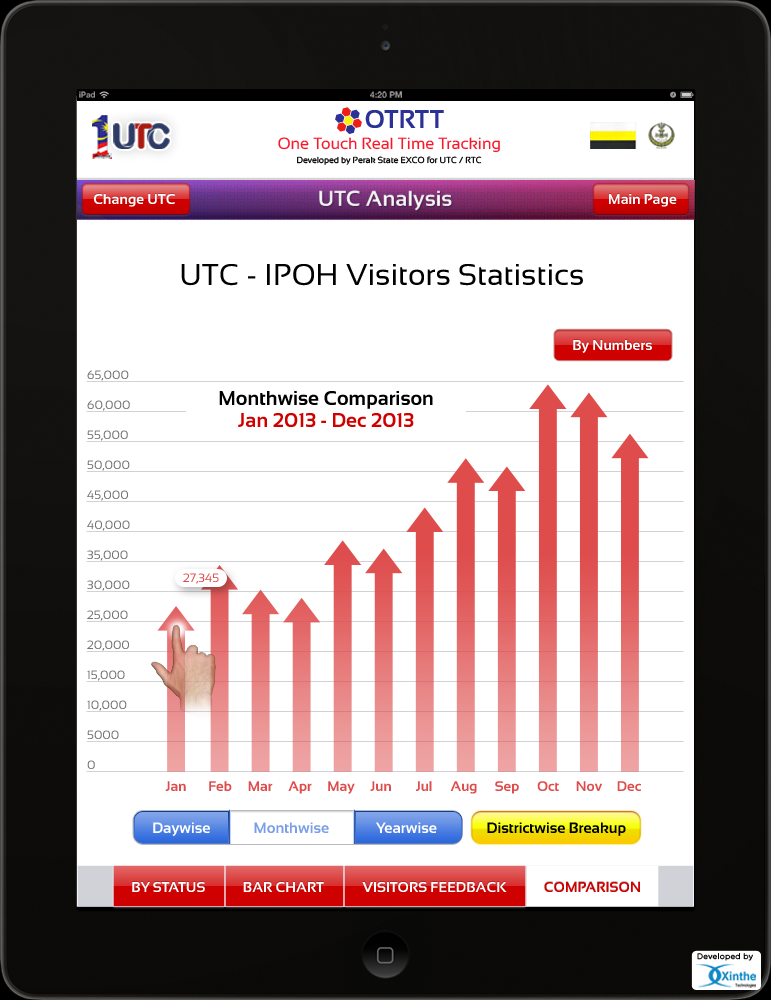 iPad
4:20 PM
1UTC
OTRTT
One Touch Real Time Tracking
Developed by Perak State EXCO for UTC / RTC
Change UTC
UTC Analysis
Main Page
UTC - IPOH Visitors Statistics
By Numbers
Monthwise Comparison
Jan 2013 - Dec 2013
65,000
60,000
55,000
50,000
45,000
40,000
35,000
30,000
25,000
20,000
15,000
10,000
5000
0
27,345
Jan Feb Mar Apr May Jun Jul Aug Sep Oct Nov Dec
Daywise
Monthwise
Yearwise
Districtwise Breakup
BY STATUS
BAR CHART
VISITORS FEEDBACK
COMPARISON
Developed by
Xinthe
Technologies